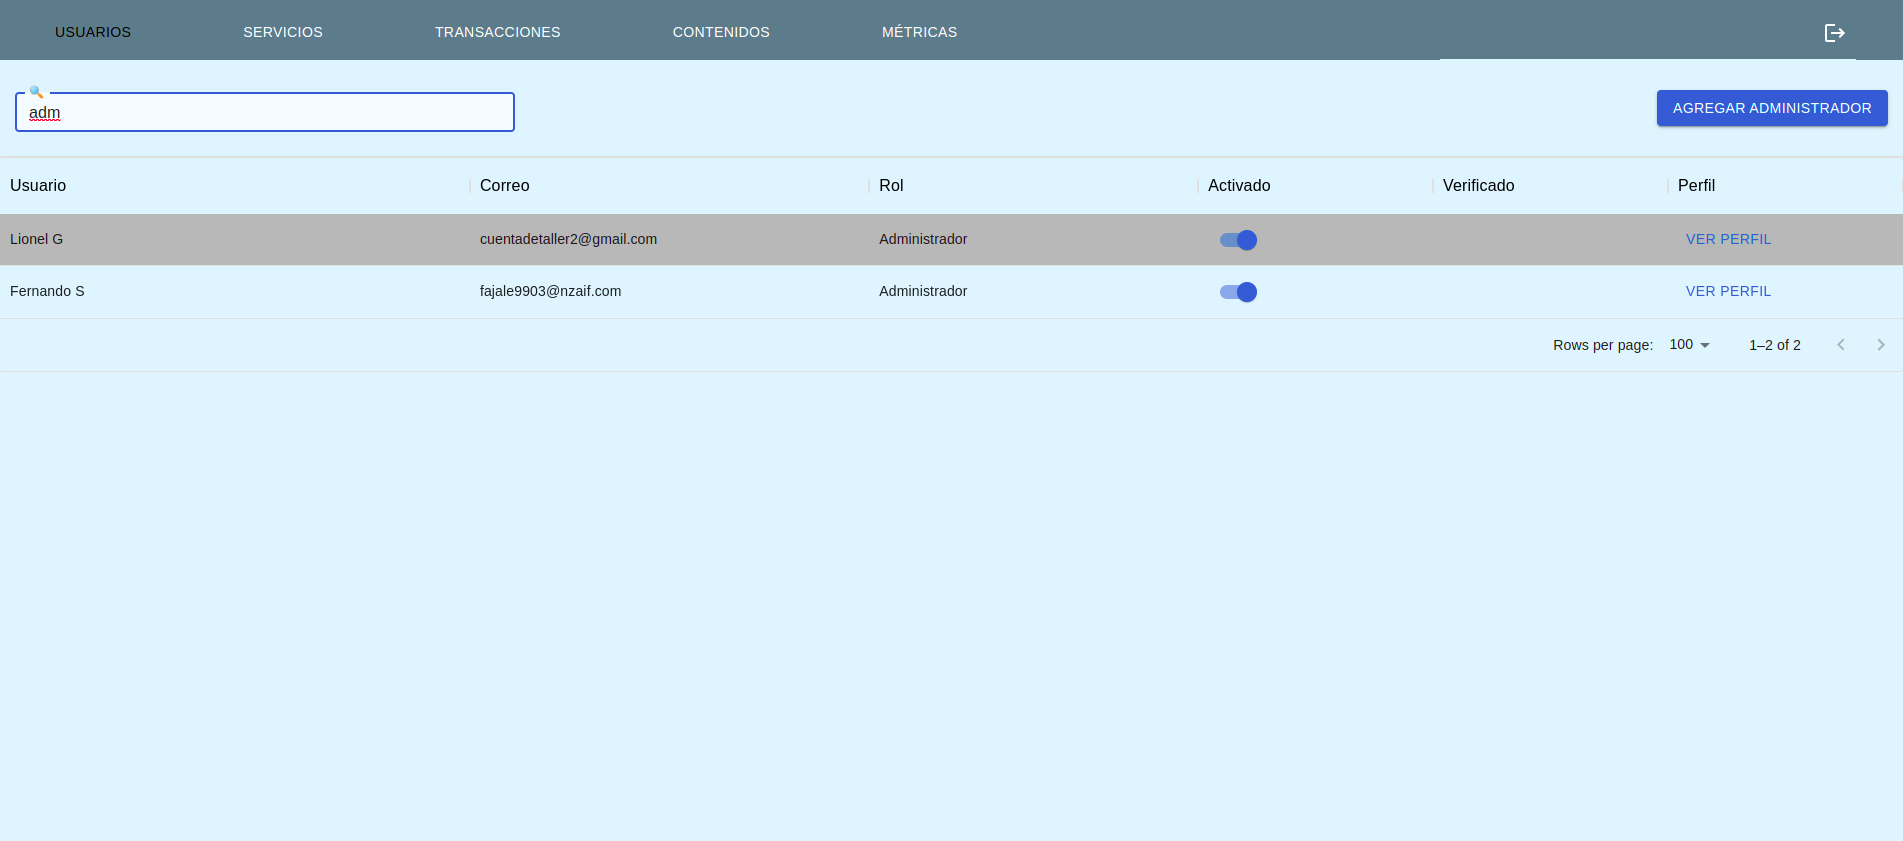 USUARIOS SERVICIOS TRANSACCIONES CONTENIDOS MÉTRICAS
adm
AGREGAR ADMINISTRADOR
Usuario Correo Rol Activado Verificado Perfil
Lionel G cuentadetaller2@gmail.com Administrador VER PERFIL
Fernando S fajale9903@nzaif.com Administrador VER PERFIL
Rows per page: 100 1–2 of 2